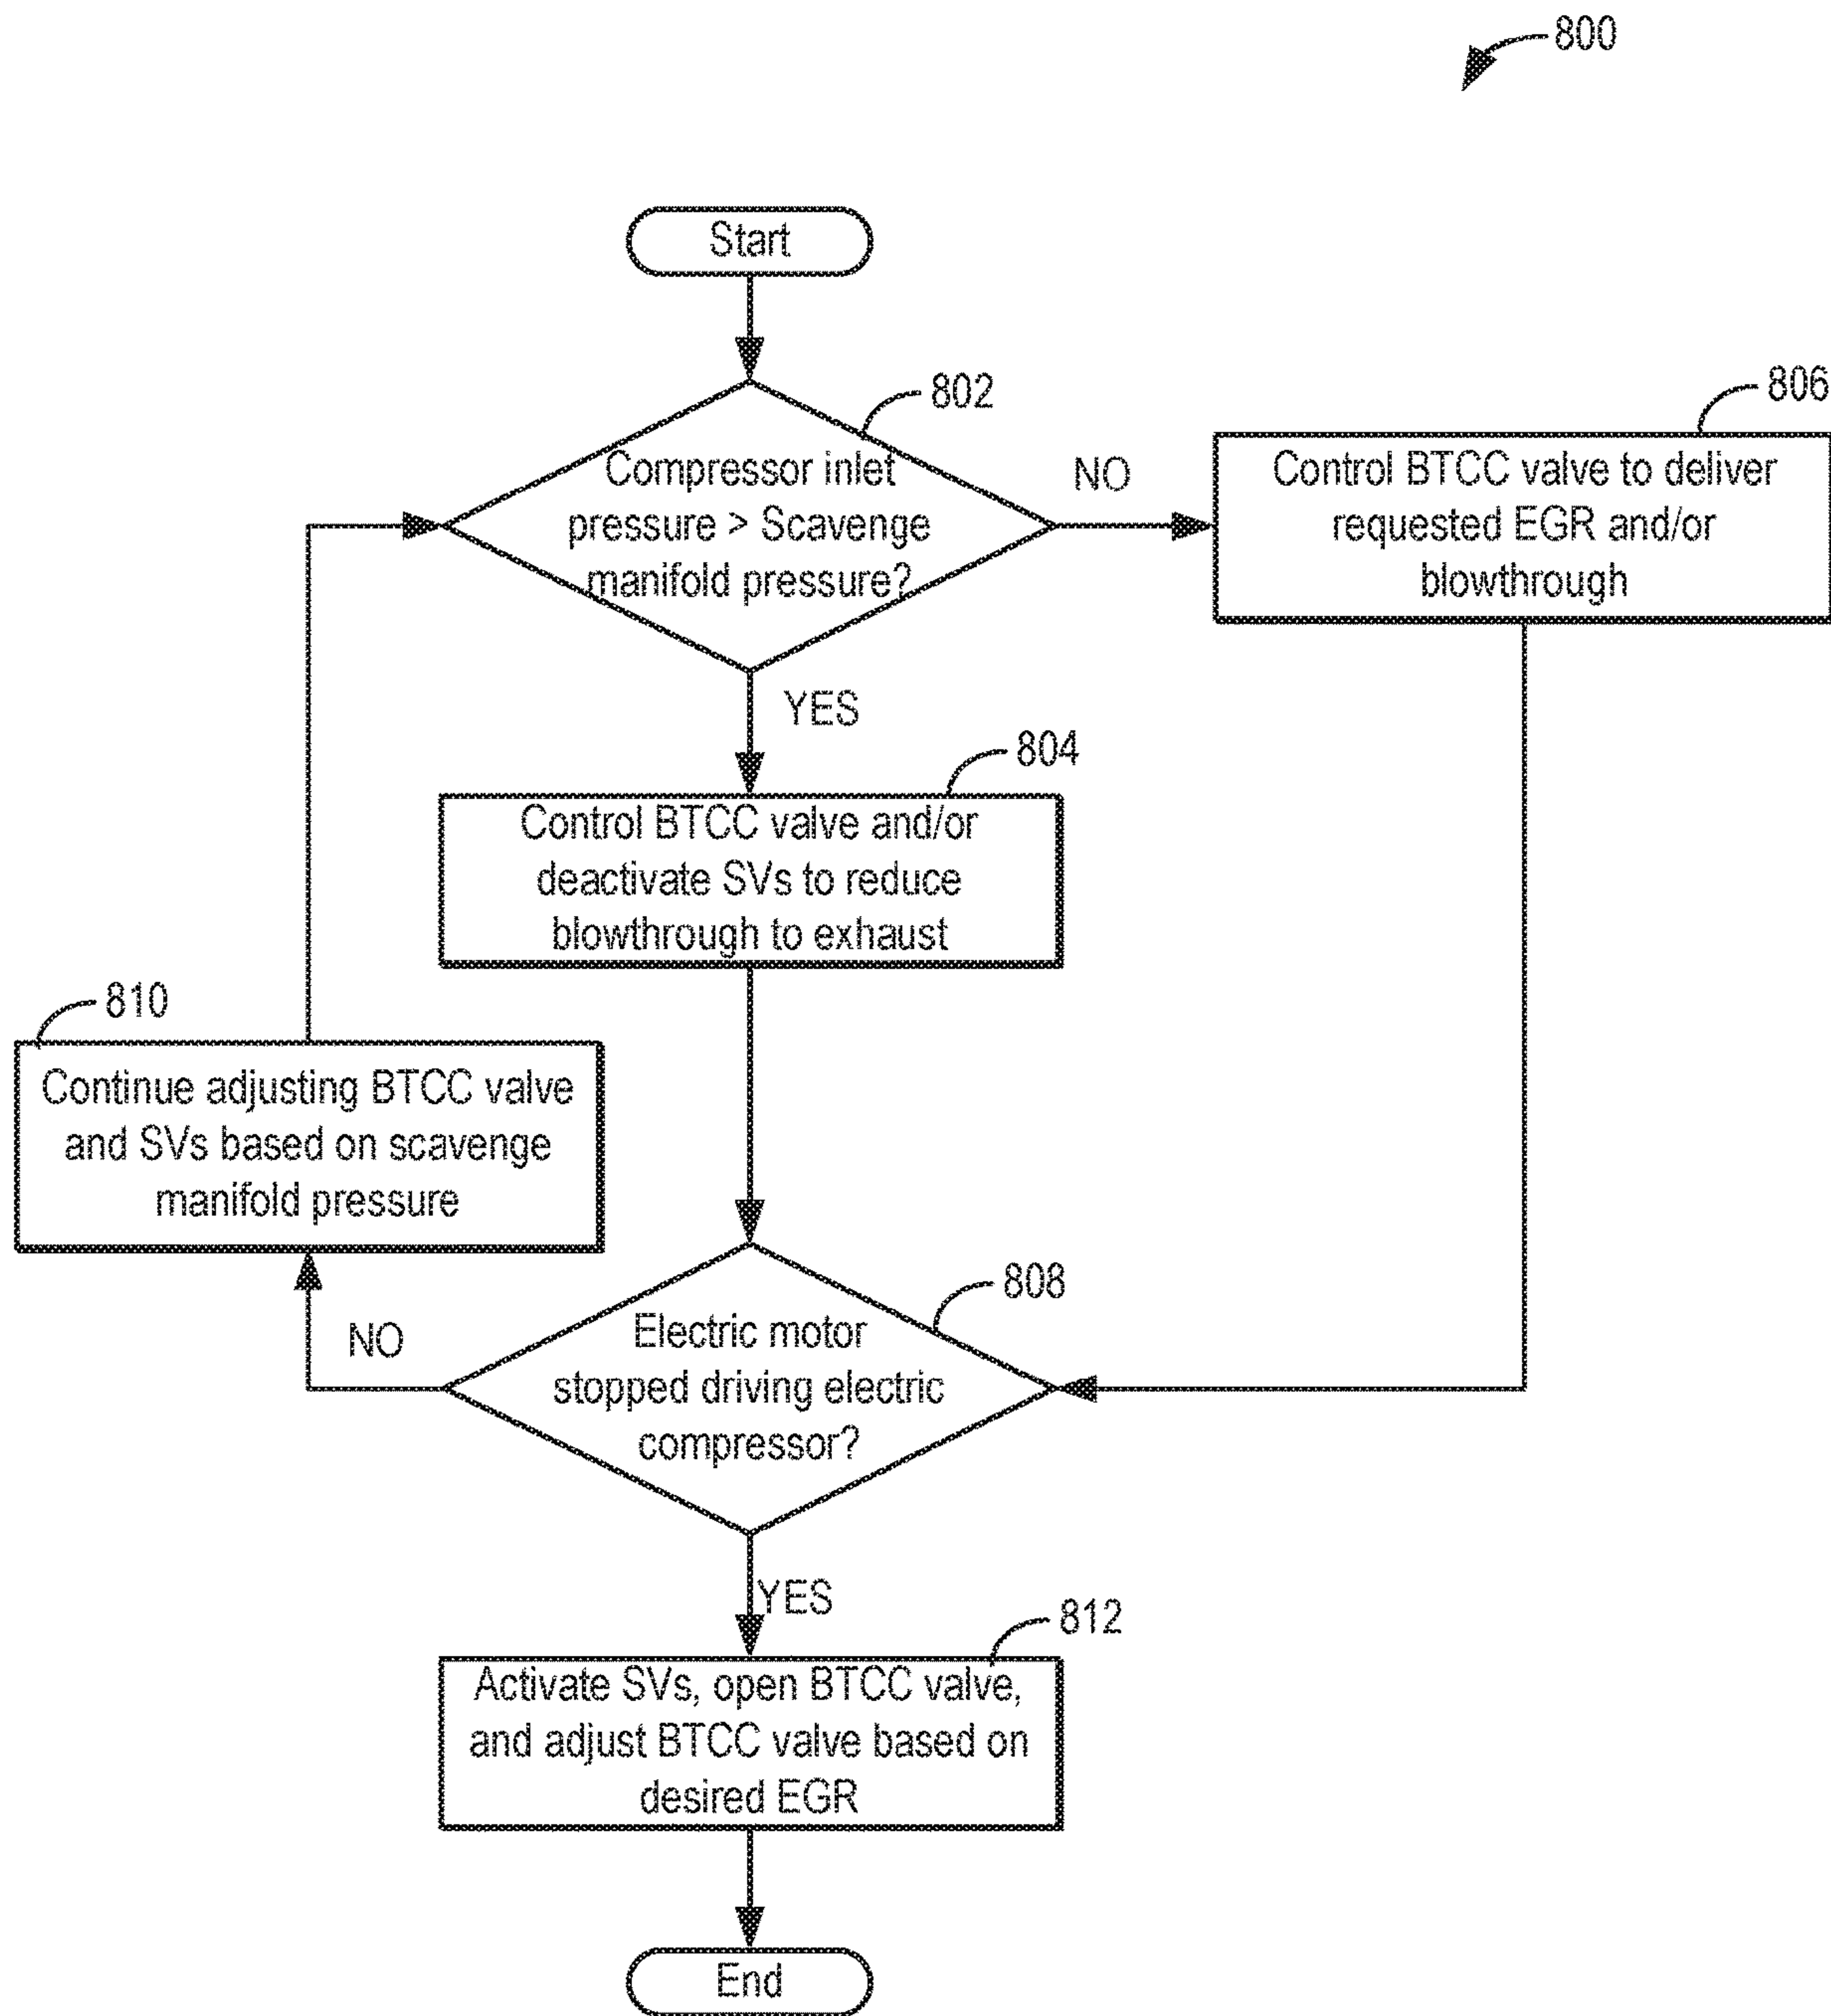 800
Start
802
Compressor inlet
pressure > Scavenge
manifold pressure?
NO
806
Control BTCC valve to deliver
requested EGR and/or
blowthrough
YES
804
Control BTCC valve and/or
deactivate SVs to reduce
blowthrough to exhaust
810
Continue adjusting BTCC valve
and SVs based on scavenge
manifold pressure
808
Electric motor
stopped driving electric
compressor?
NO
YES
812
Activate SVs, open BTCC valve,
and adjust BTCC valve based on
desired EGR
End